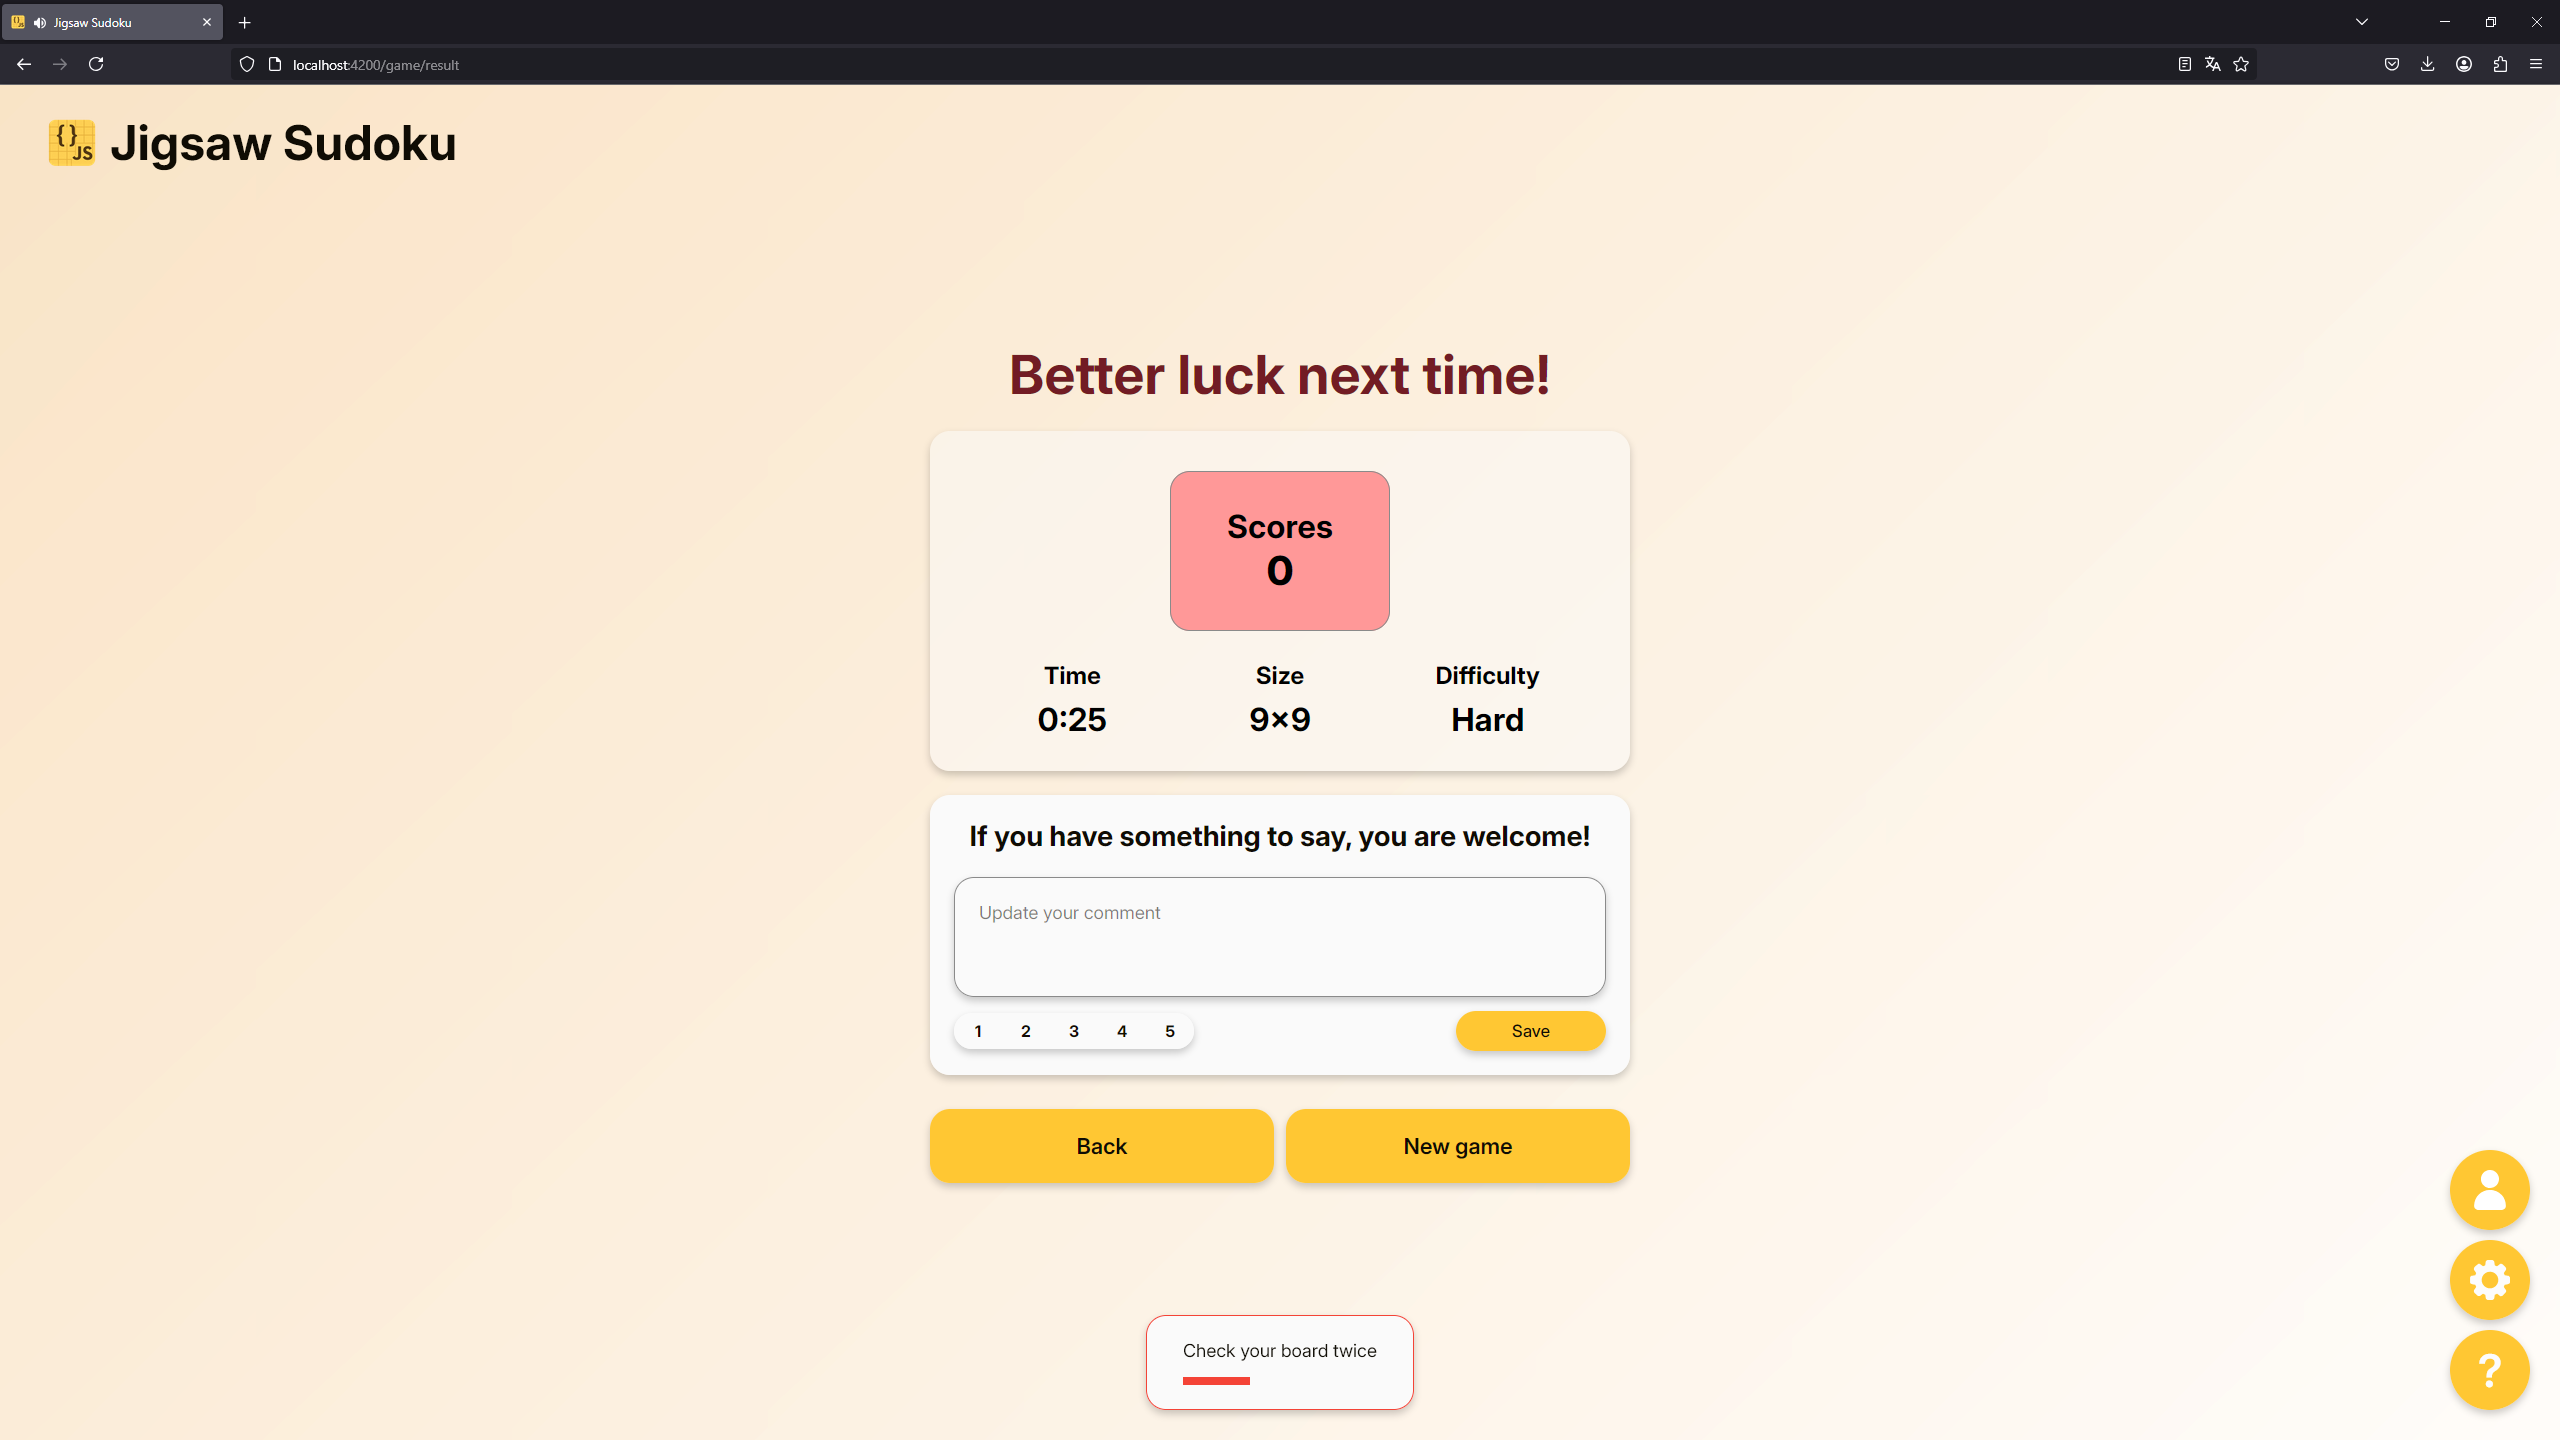 Jigsaw Sudoku
localhost:4200/game/result
{} JS
Jigsaw Sudoku
Better luck next time!
Scores
0
Time
Size
Difficulty
0:25
9×9
Hard
If you have something to say, you are welcome!
Update your comment
1 2 3 4 5
Save
Back
New game
?
Check your board twice